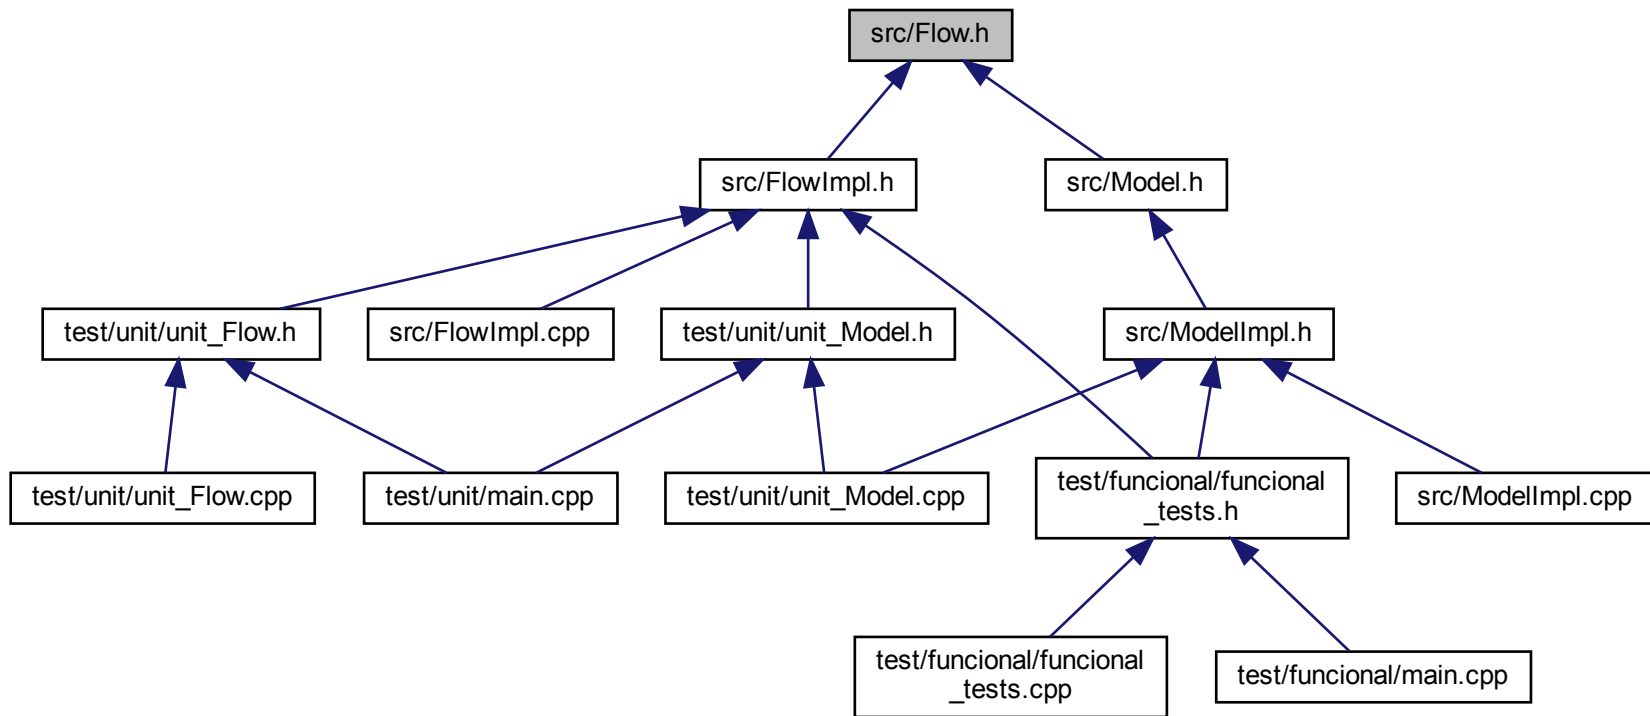 src/Flow.h
src/FlowImpl.h
src/Model.h
test/unit/unit_Flow.h
src/FlowImpl.cpp
test/unit/unit_Model.h
src/ModelImpl.h
test/unit/unit_Flow.cpp
test/unit/main.cpp
test/unit/unit_Model.cpp
test/funcional/funcional
_tests.h
src/ModelImpl.cpp
test/funcional/funcional
_tests.cpp
test/funcional/main.cpp